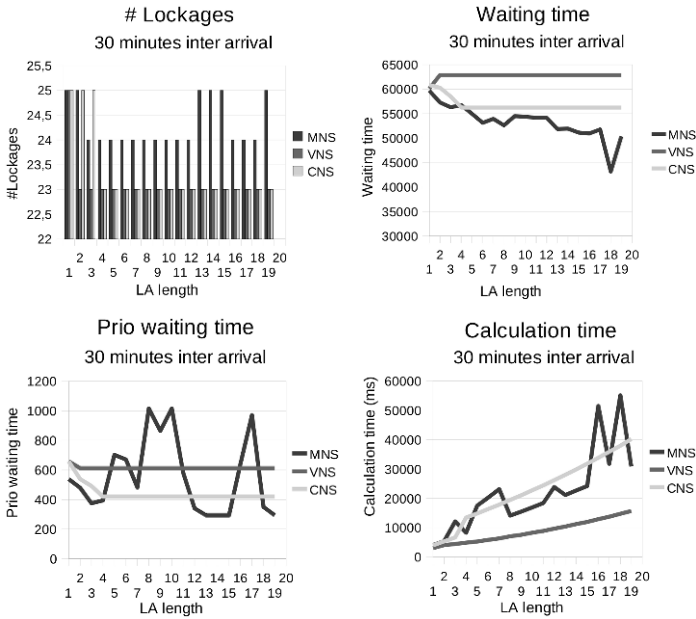 # Lockages
30 minutes inter arrival
25,5
25
24,5
24
23,5
23
22,5
22
#Lockages
2 4 6 8 10 12 14 16 18 20
1 3 5 7 9 11 13 15 17 19
LA length
MNS
VNS
CNS
Waiting time
30 minutes inter arrival
65000
60000
55000
50000
45000
40000
35000
30000
Waiting time
2 4 6 8 10 12 14 16 18 20
1 3 5 7 9 11 13 15 17 19
LA length
MNS
VNS
CNS
Prio waiting time
30 minutes inter arrival
1200
1000
800
600
400
200
0
Prio waiting time
2 4 6 8 10 12 14 16 18 20
1 3 5 7 9 11 13 15 17 19
LA length
MNS
VNS
CNS
Calculation time
30 minutes inter arrival
60000
50000
40000
30000
20000
10000
0
Calculation time (ms)
2 4 6 8 10 12 14 16 18 20
1 3 5 7 9 11 13 15 17 19
LA length
MNS
VNS
CNS